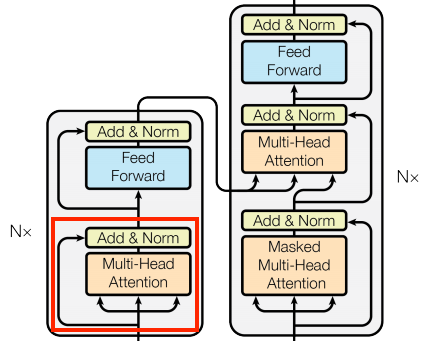 Add & Norm
Feed
Forward
Add & Norm
Multi-Head
Attention
N×
Add & Norm
Feed
Forward
Add & Norm
Multi-Head
Attention
Add & Norm
Masked
Multi-Head
Attention
N×